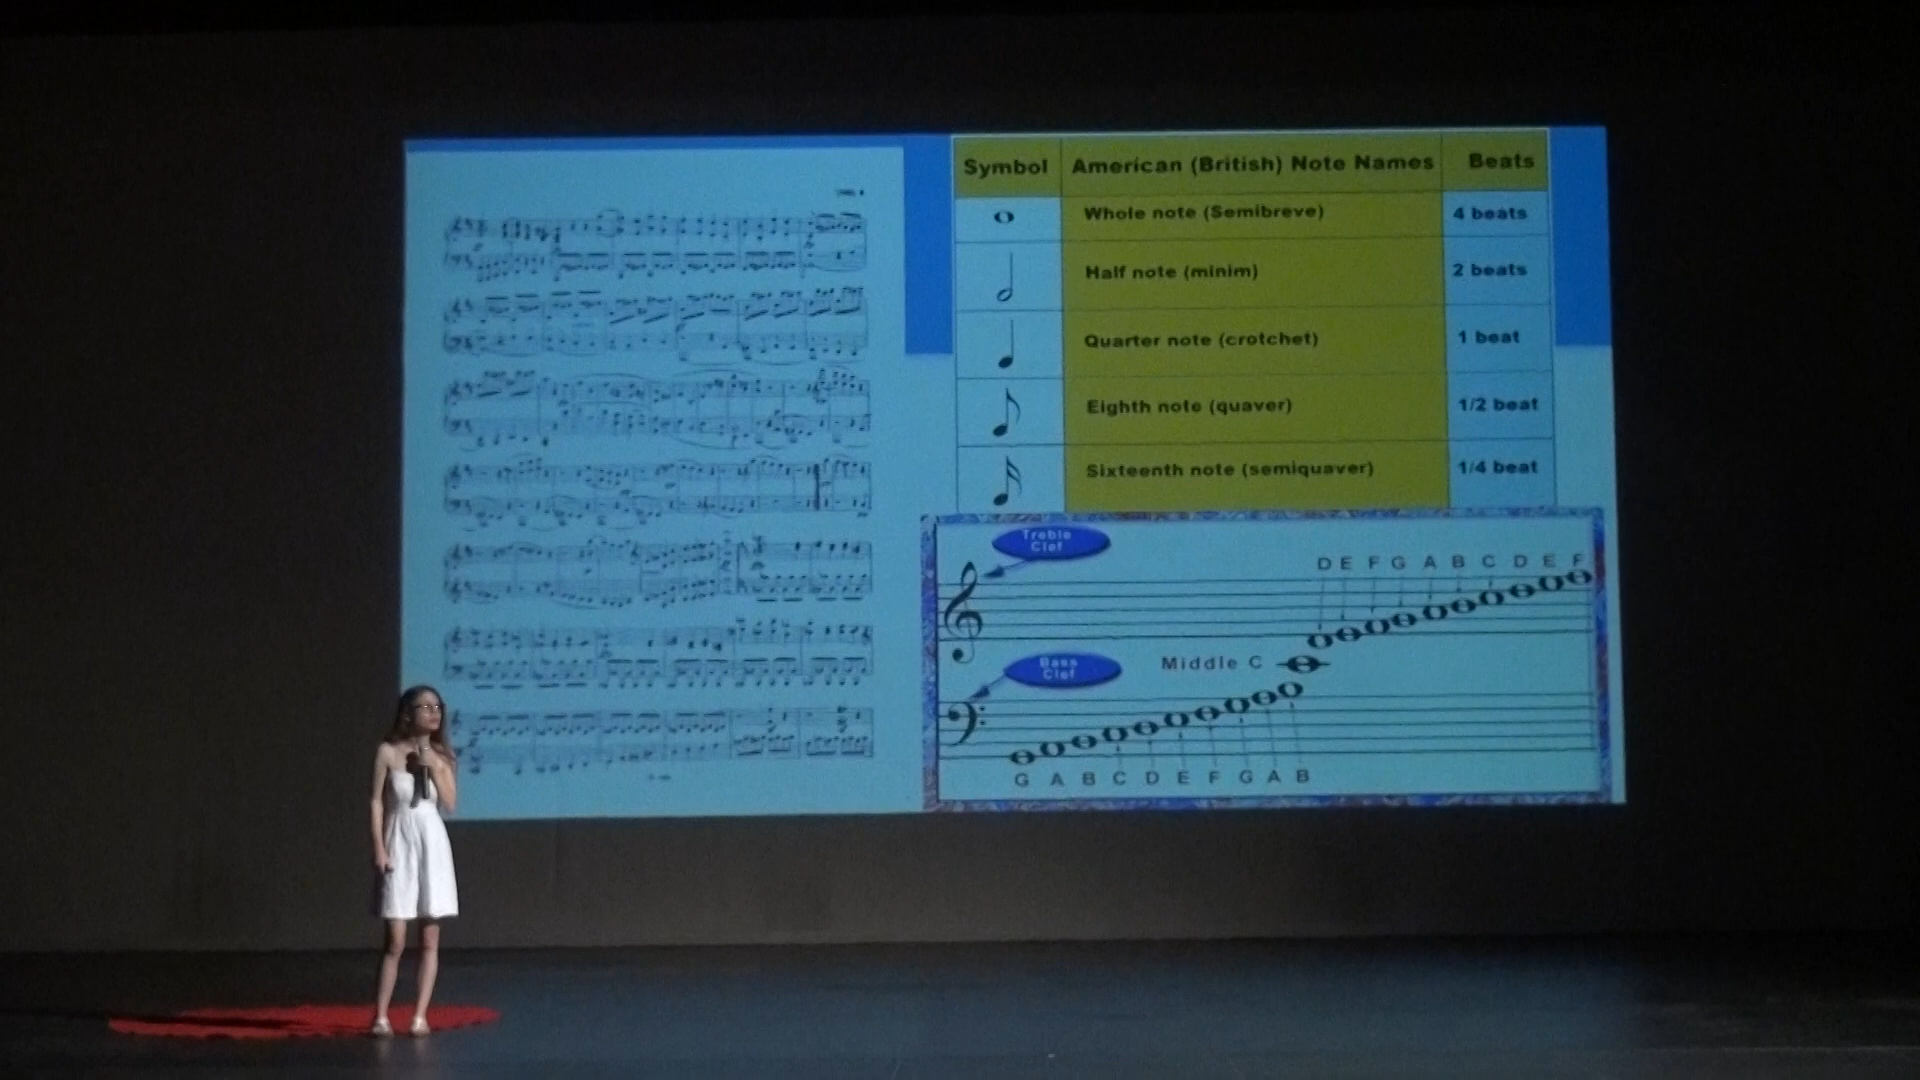 Symbol American (British) Note Names Beats
Whole note (Semibreve) 4 beats
Half note (minim) 2 beats
Quarter note (crotchet) 1 beat
Eighth note (quaver) 1/2 beat
Sixteenth note (semiquaver) 1/4 beat
Treble
Clef
D E F G A B C D E F
Bass
Clef
Middle C
G A B C D E F G A B